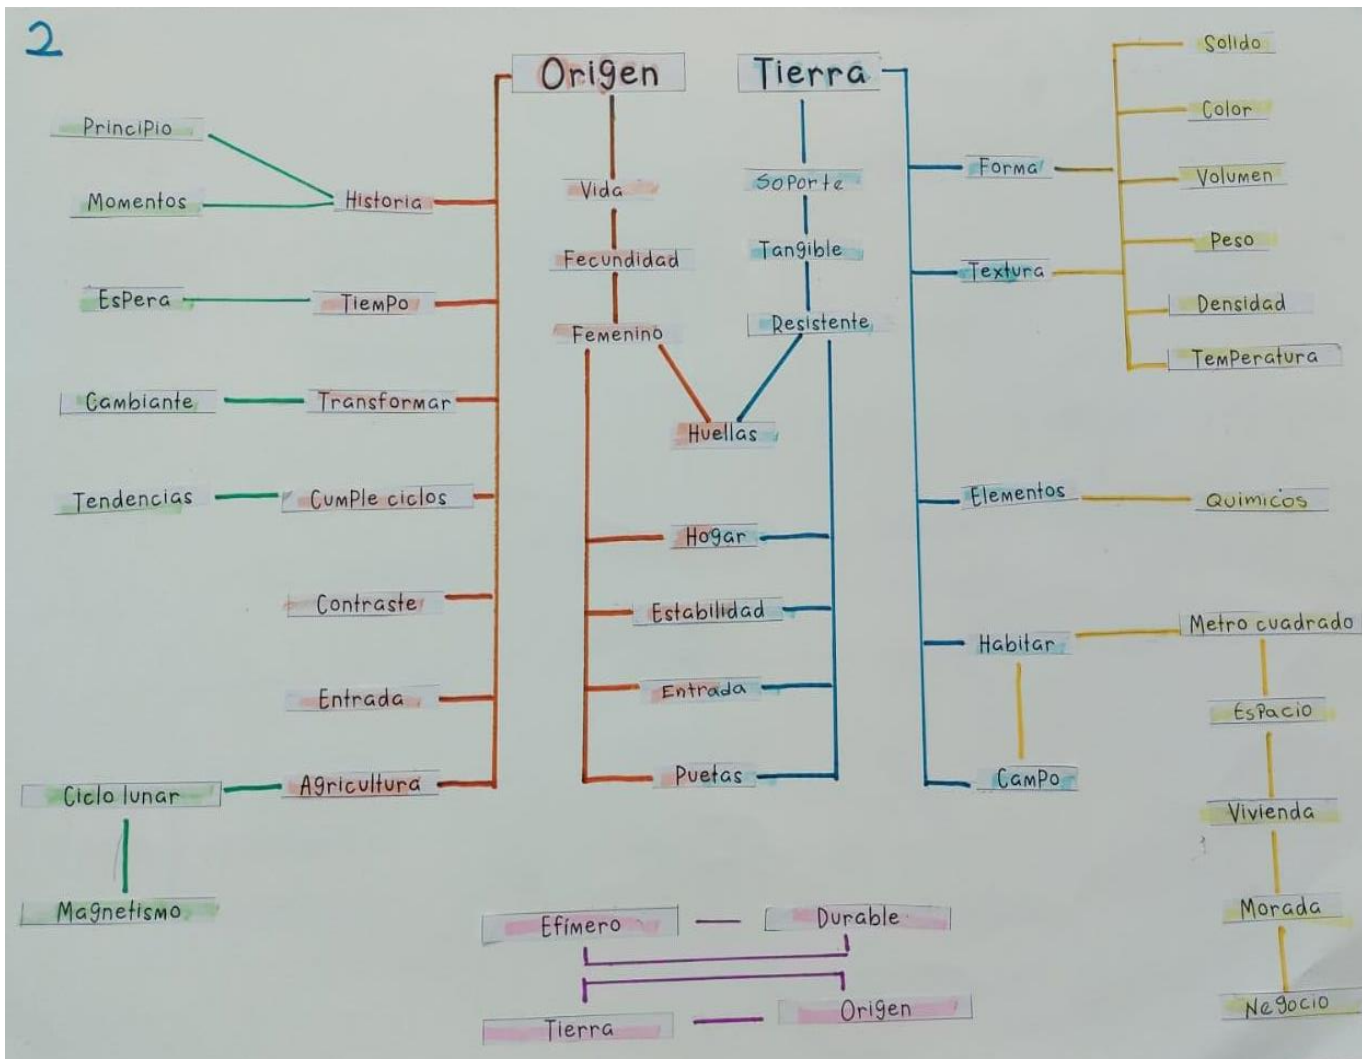 2
Origen
Tierra
Principio
Momentos
Historia
Espera
Tiempo
Cambiante
Transformar
Tendencias
Cumple ciclos
Contraste
Entrada
Ciclo lunar
Agricultura
Magnetismo
Vida
Fecundidad
Femenino
Soporte
Tangible
Resistente
Huellas
Hogar
Estabilidad
Entrada
Puetas
Forma
Textura
Solido
Color
Volumen
Peso
Densidad
Temperatura
Elementos
Quimicos
Habitar
Campo
Metro cuadrado
Espacio
Vivienda
Morada
Negocio
Efímero
Durable
Tierra
Origen